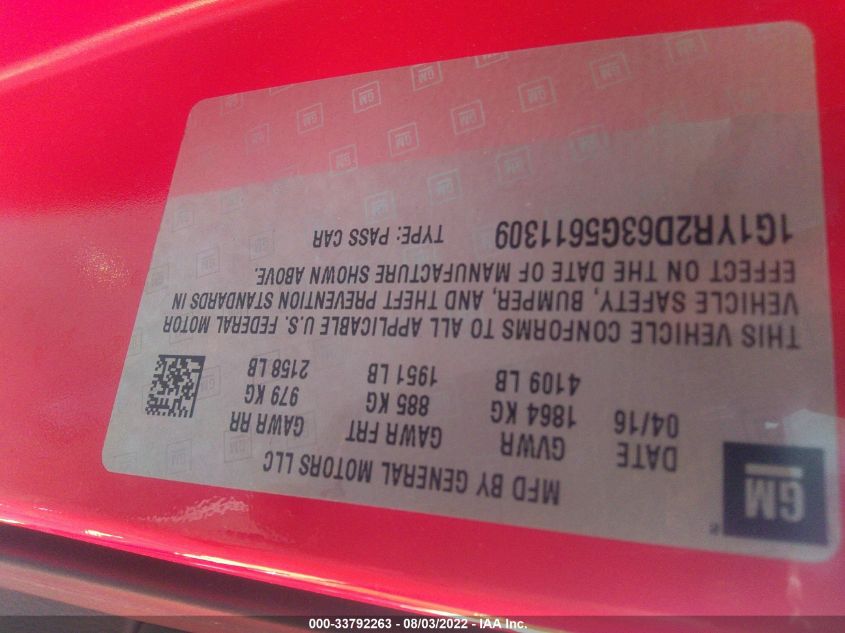 GM
MFD BY GENERAL MOTORS LLC
DATE GVWR GAWR FRT GAWR RR
04/16 1864 KG 885 KG 979 KG
4109 LB 1951 LB 2158 LB
THIS VEHICLE CONFORMS TO ALL APPLICABLE U.S. FEDERAL MOTOR
VEHICLE SAFETY, BUMPER, AND THEFT PREVENTION STANDARDS IN
EFFECT ON THE DATE OF MANUFACTURE SHOWN ABOVE.
1G1YR2D63G5611309 TYPE: PASS CAR
000-33792263 - 08/03/2022 - IAA Inc.